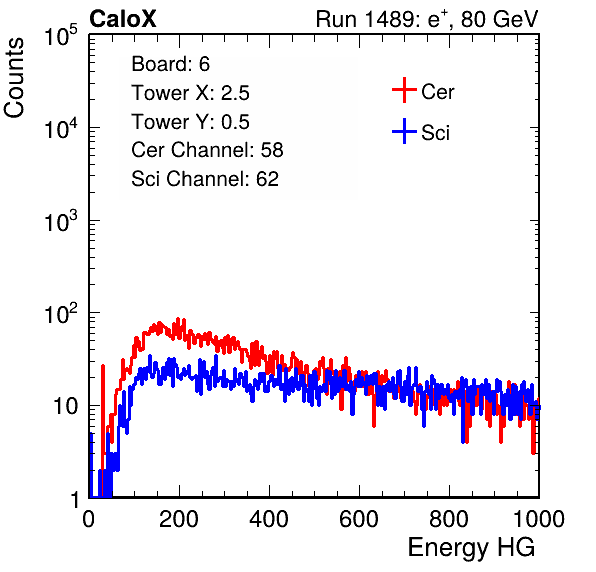 CaloX Run 1489: e⁺, 80 GeV
Counts
10⁵
10⁴
10³
10²
10
1
Board: 6
Tower X: 2.5
Tower Y: 0.5
Cer Channel: 58
Sci Channel: 62
Cer
Sci
0 200 400 600 800 1000
Energy HG